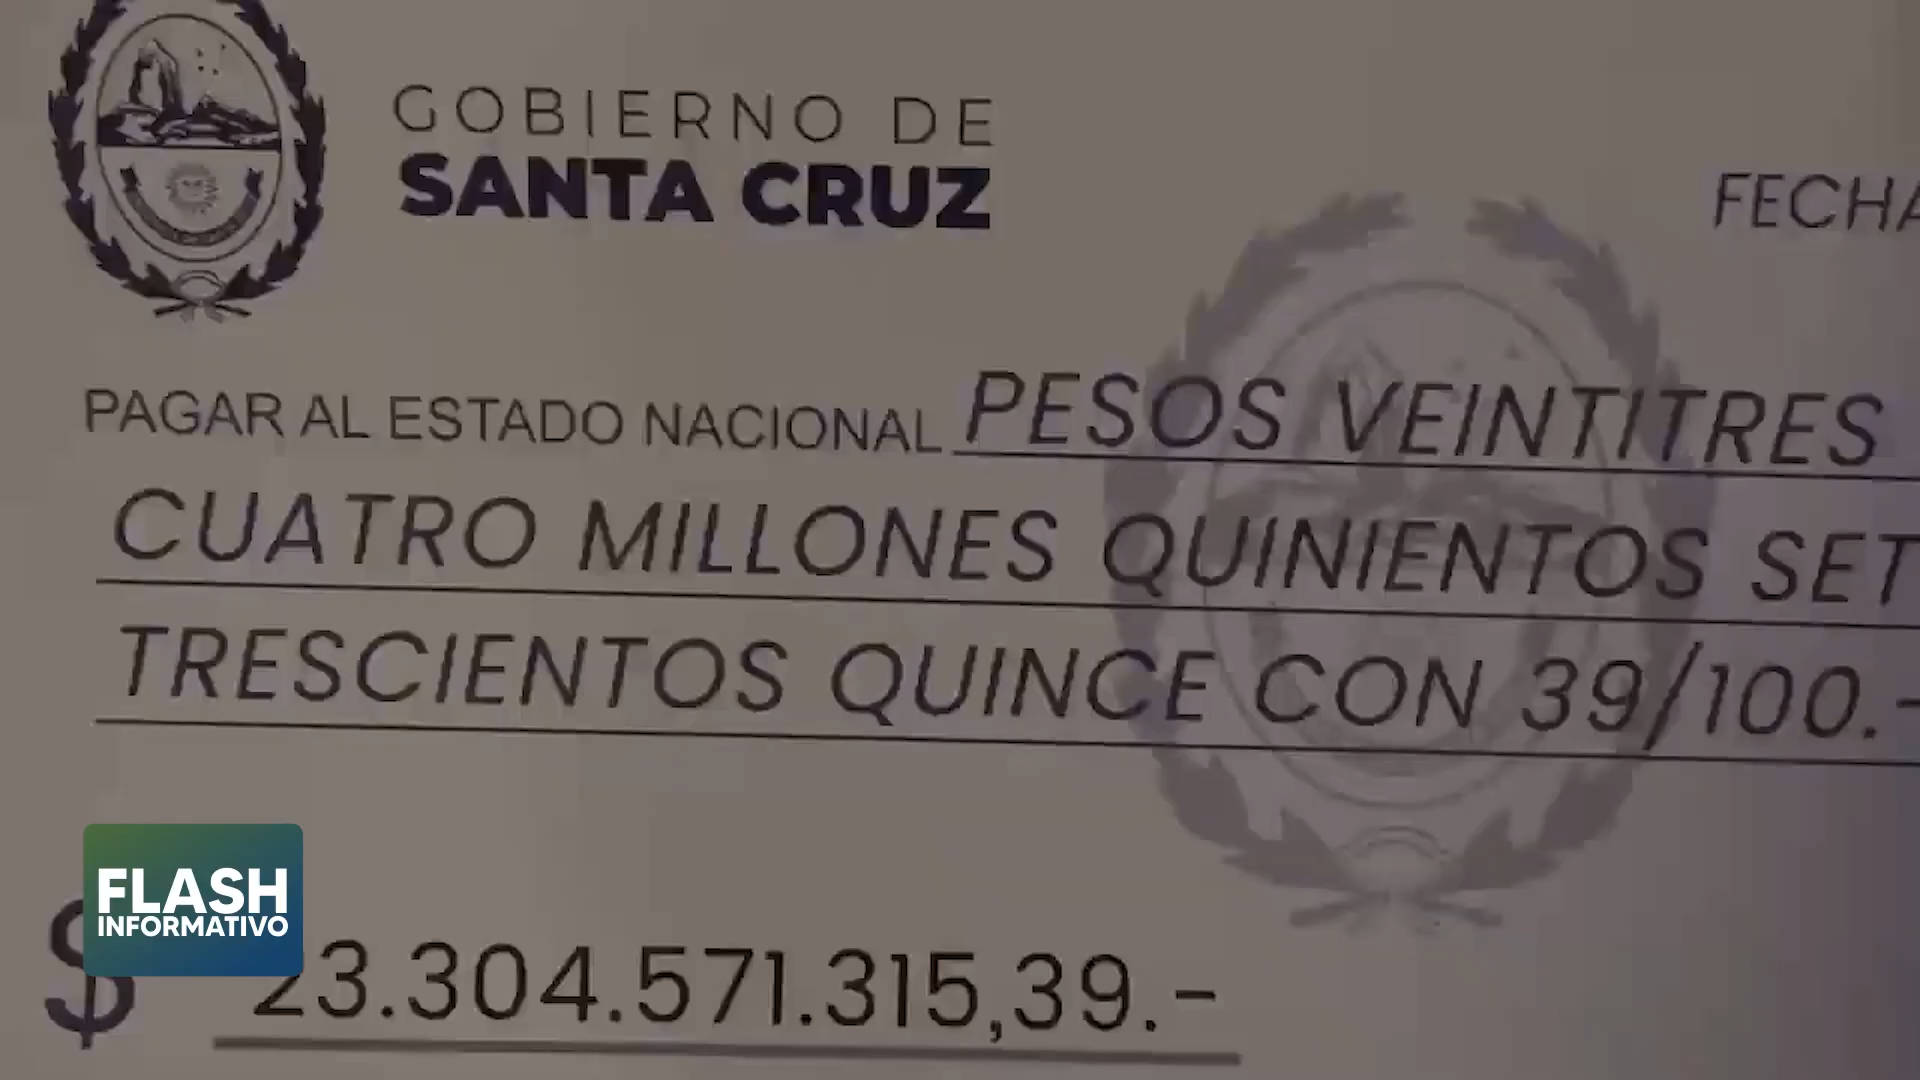 GOBIERNO DE
SANTA CRUZ
FECHA
PAGAR AL ESTADO NACIONAL PESOS VEINTITRES
CUATRO MILLONES QUINIENTOS SET
TRESCIENTOS QUINCE CON 39/100.-
FLASH
INFORMATIVO
$ 23.304.571.315,39.-